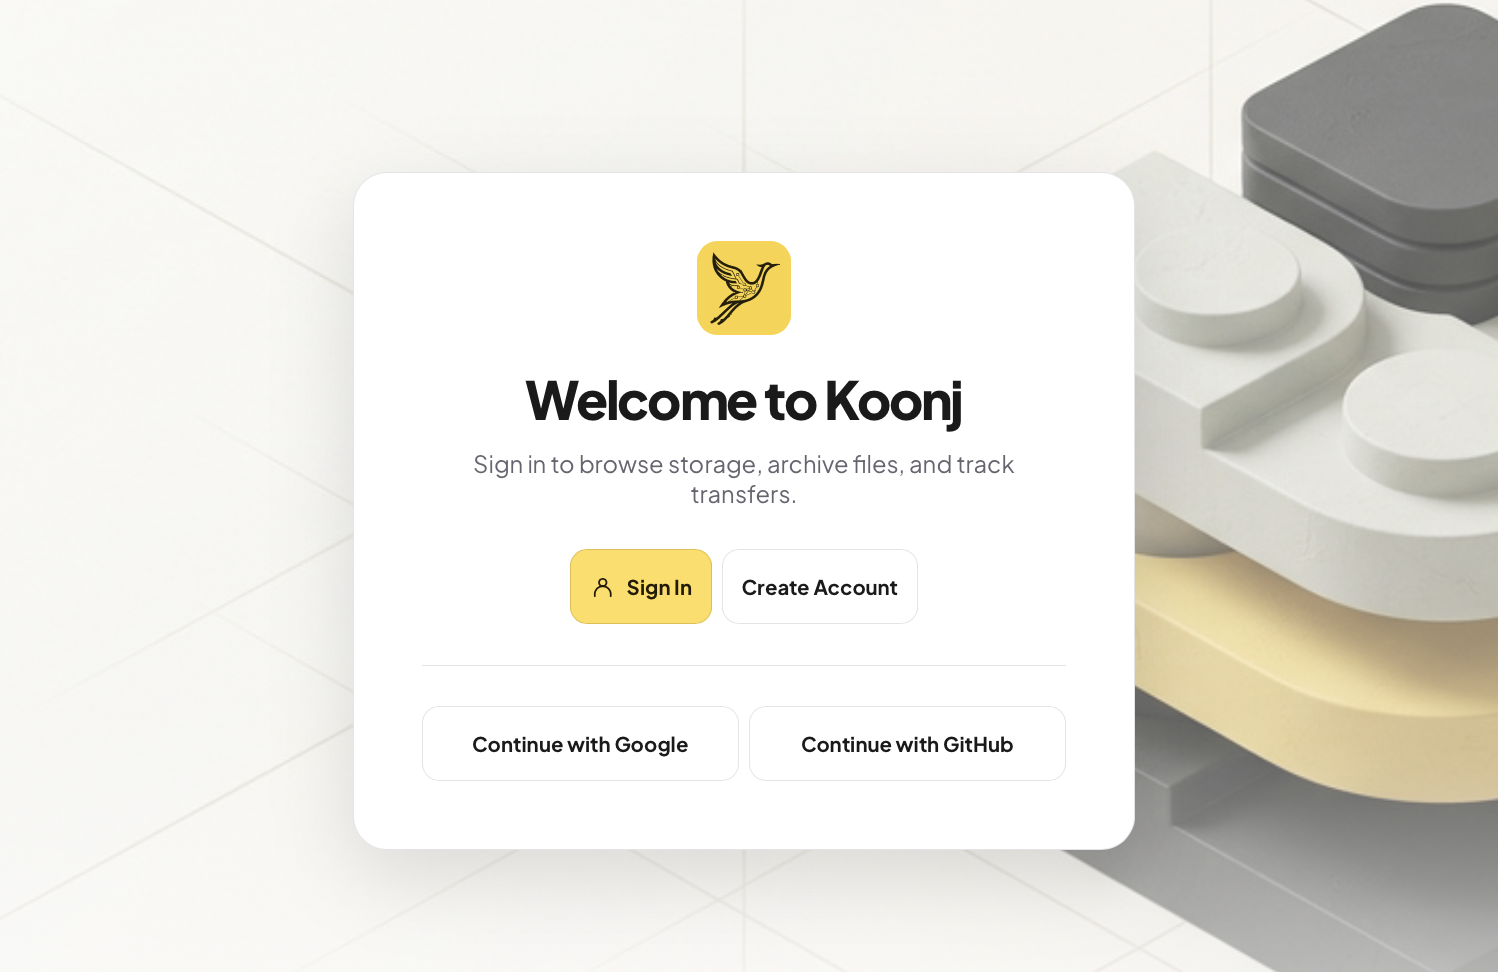 Welcome to Koonj
Sign in to browse storage, archive files, and track
transfers.
Sign In
Create Account
Continue with Google
Continue with GitHub